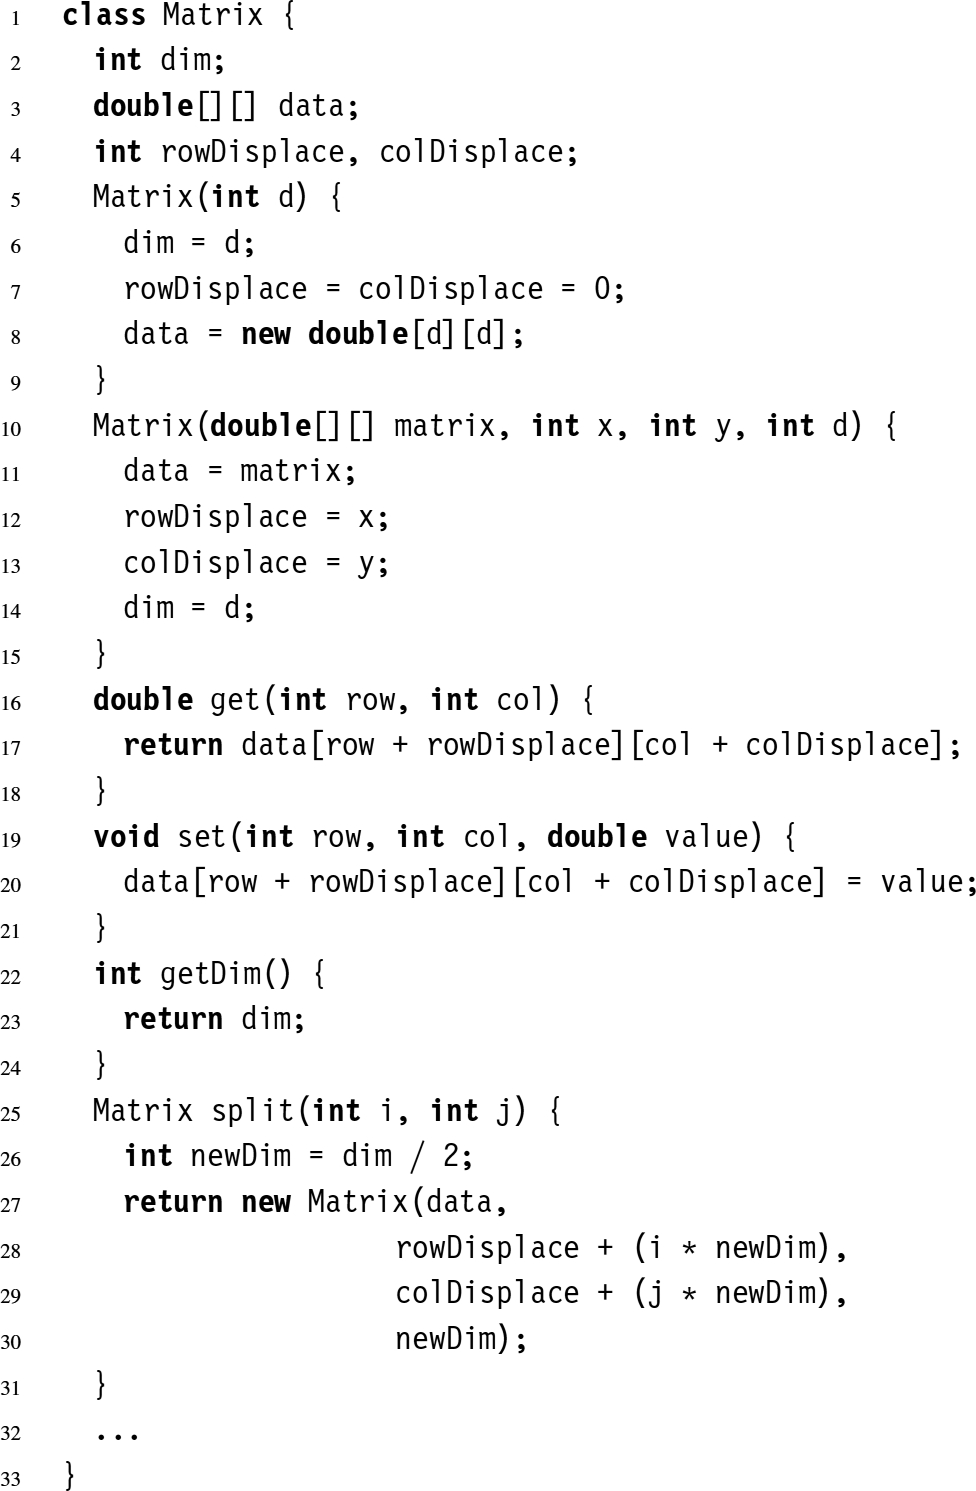 1 class Matrix {
2 int dim;
3 double[][] data;
4 int rowDisplace, colDisplace;
5 Matrix(int d) {
6 dim = d;
7 rowDisplace = colDisplace = 0;
8 data = new double[d][d];
9 }
10 Matrix(double[][] matrix, int x, int y, int d) {
11 data = matrix;
12 rowDisplace = x;
13 colDisplace = y;
14 dim = d;
15 }
16 double get(int row, int col) {
17 return data[row + rowDisplace][col + colDisplace];
18 }
19 void set(int row, int col, double value) {
20 data[row + rowDisplace][col + colDisplace] = value;
21 }
22 int getDim() {
23 return dim;
24 }
25 Matrix split(int i, int j) {
26 int newDim = dim / 2;
27 return new Matrix(data,
28 rowDisplace + (i * newDim),
29 colDisplace + (j * newDim),
30 newDim);
31 }
32 ...
33 }